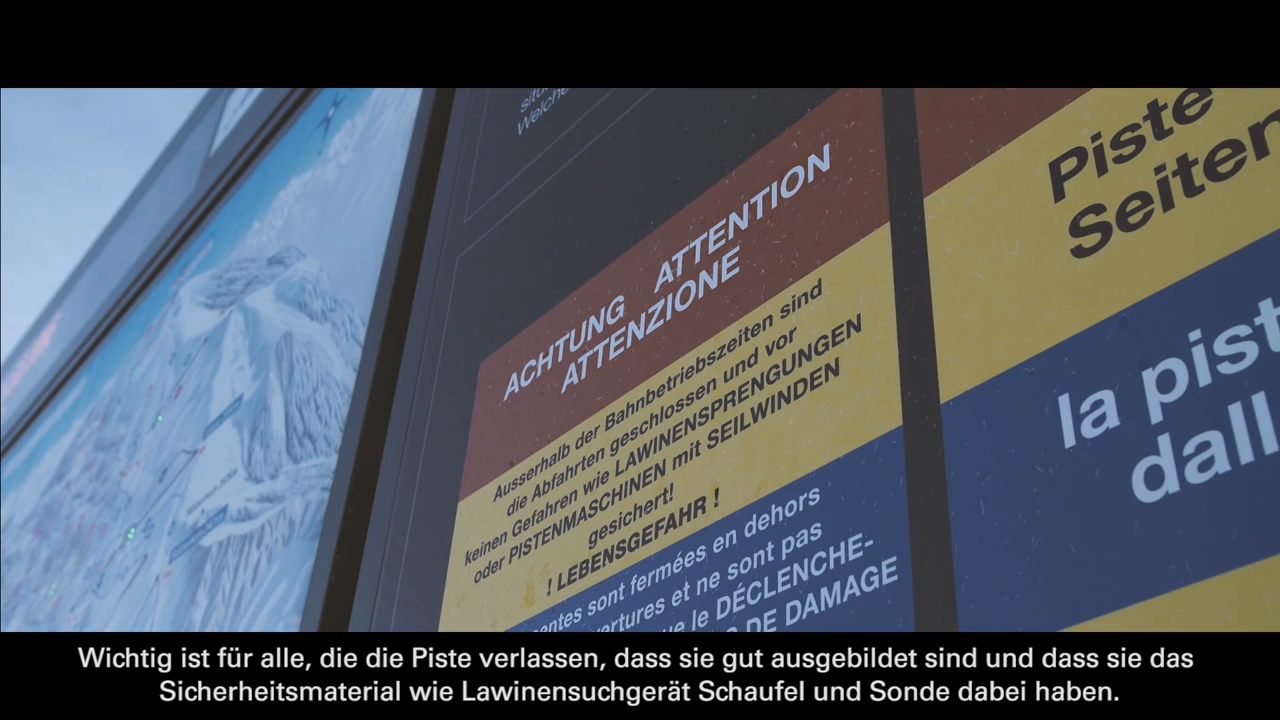 Welche
ACHTUNG ATTENTION
ATTENZIONE
Ausserhalb der Bahnbetriebszeiten sind
die Abfahrten geschlossen und vor
keinen Gefahren wie LAWINENSPRENGUNGEN
oder PISTENMASCHINEN mit SEILWINDEN
gesichert!
! LEBENSGEFAHR !
sont fermées en dehors
et ne sont pas
le DÉCLENCHE-
DE DAMAGE
Piste
Seiten
la pist
dall
Wichtig ist für alle, die die Piste verlassen, dass sie gut ausgebildet sind und dass sie das
Sicherheitsmaterial wie Lawinensuchgerät Schaufel und Sonde dabei haben.